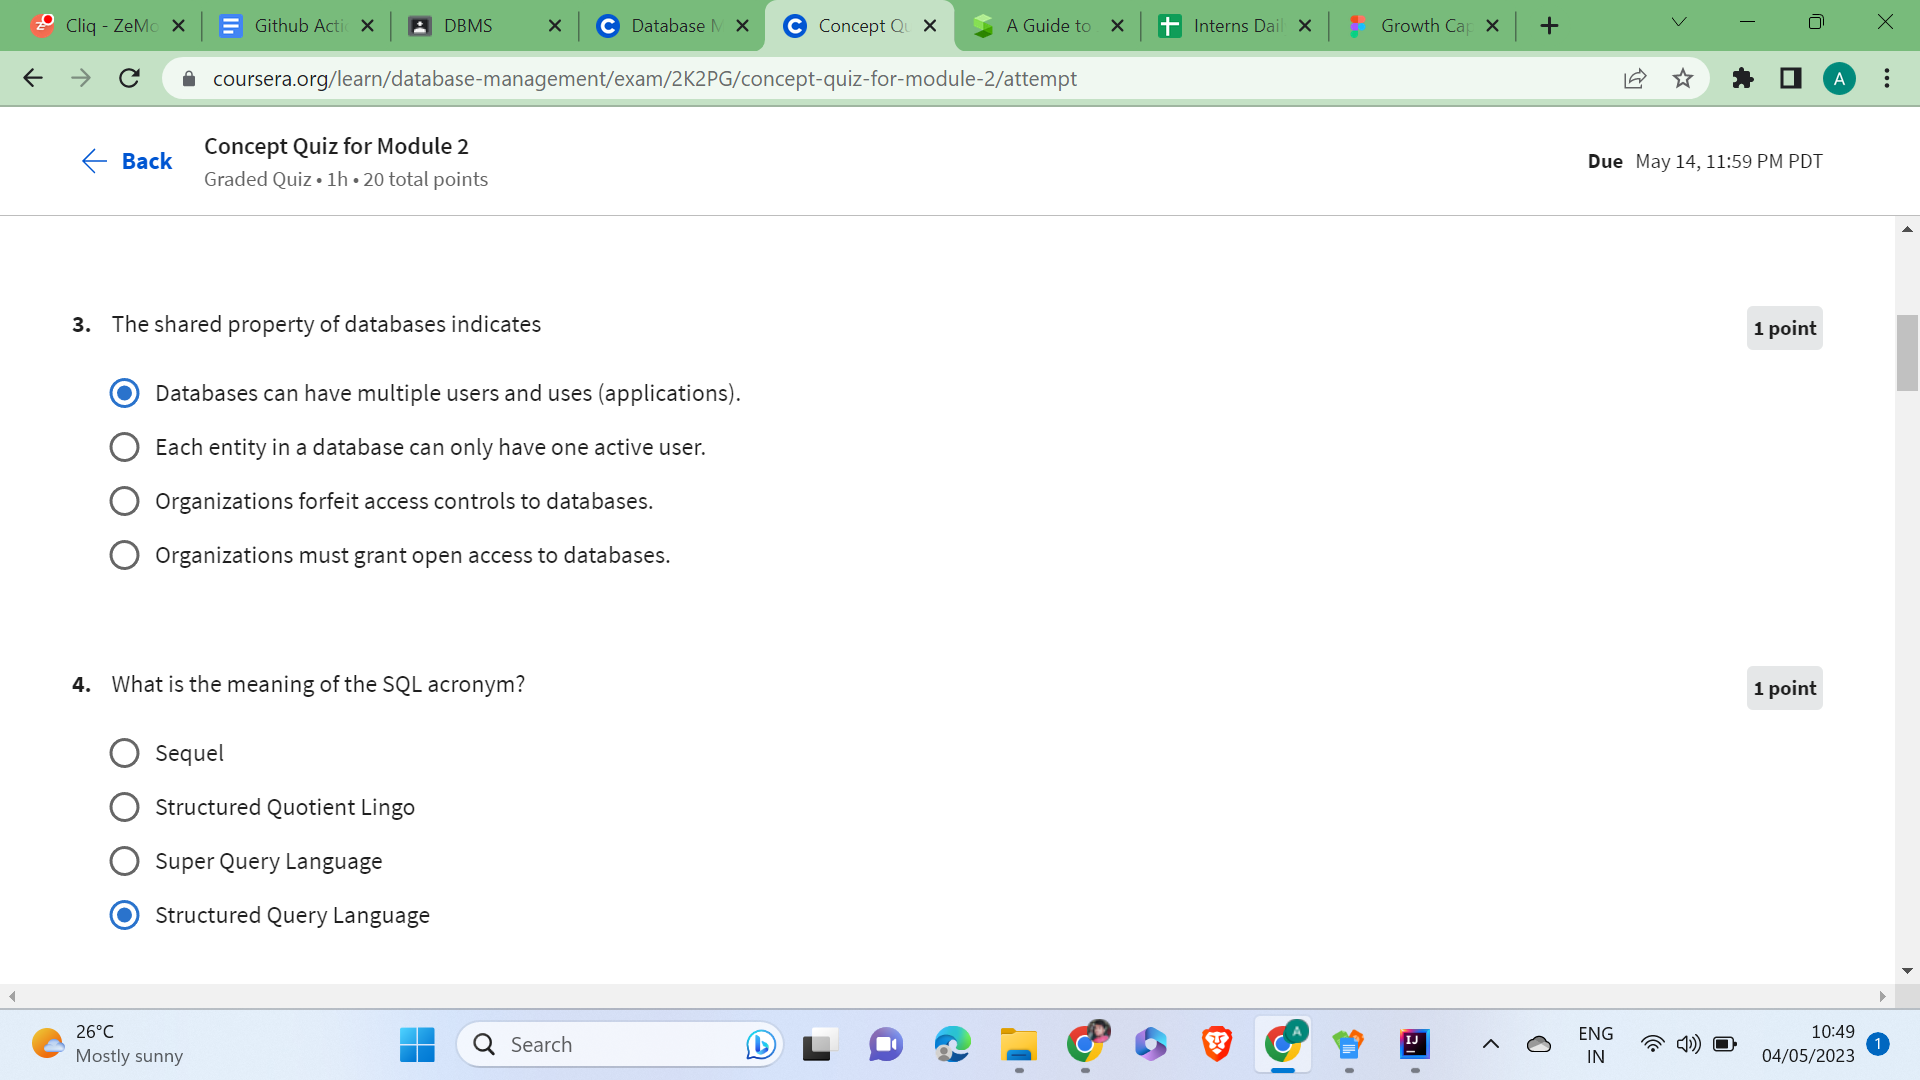 Cliq - ZeMo
Github Acti
DBMS
Database M
Concept Qu
A Guide to
Interns Dail
Growth Cap
coursera.org/learn/database-management/exam/2K2PG/concept-quiz-for-module-2/attempt
A
Back
Concept Quiz for Module 2
Graded Quiz • 1h • 20 total points
Due May 14, 11:59 PM PDT
3. The shared property of databases indicates
1 point
Databases can have multiple users and uses (applications).
Each entity in a database can only have one active user.
Organizations forfeit access controls to databases.
Organizations must grant open access to databases.
4. What is the meaning of the SQL acronym?
1 point
Sequel
Structured Quotient Lingo
Super Query Language
Structured Query Language
26°C
Mostly sunny
Search
A
IJ
ENG
IN
10:49
04/05/2023
1